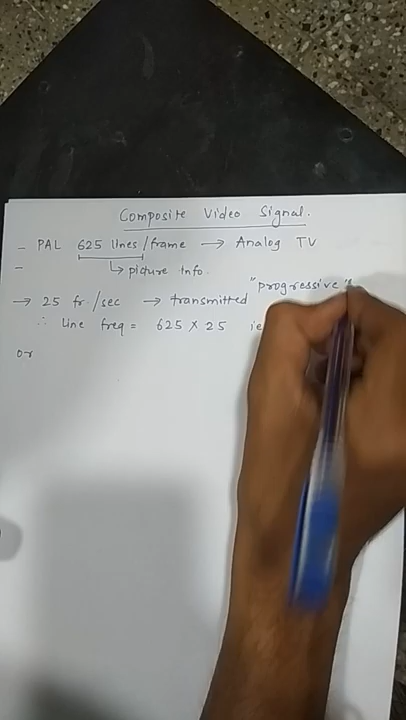 Composite Video Signal.
- PAL 625 lines/frame → Analog TV
- ↳ picture Info.
"progressive"
→ 25 fr./sec → transmitted
∴ Line freq = 625 × 25 ie
or